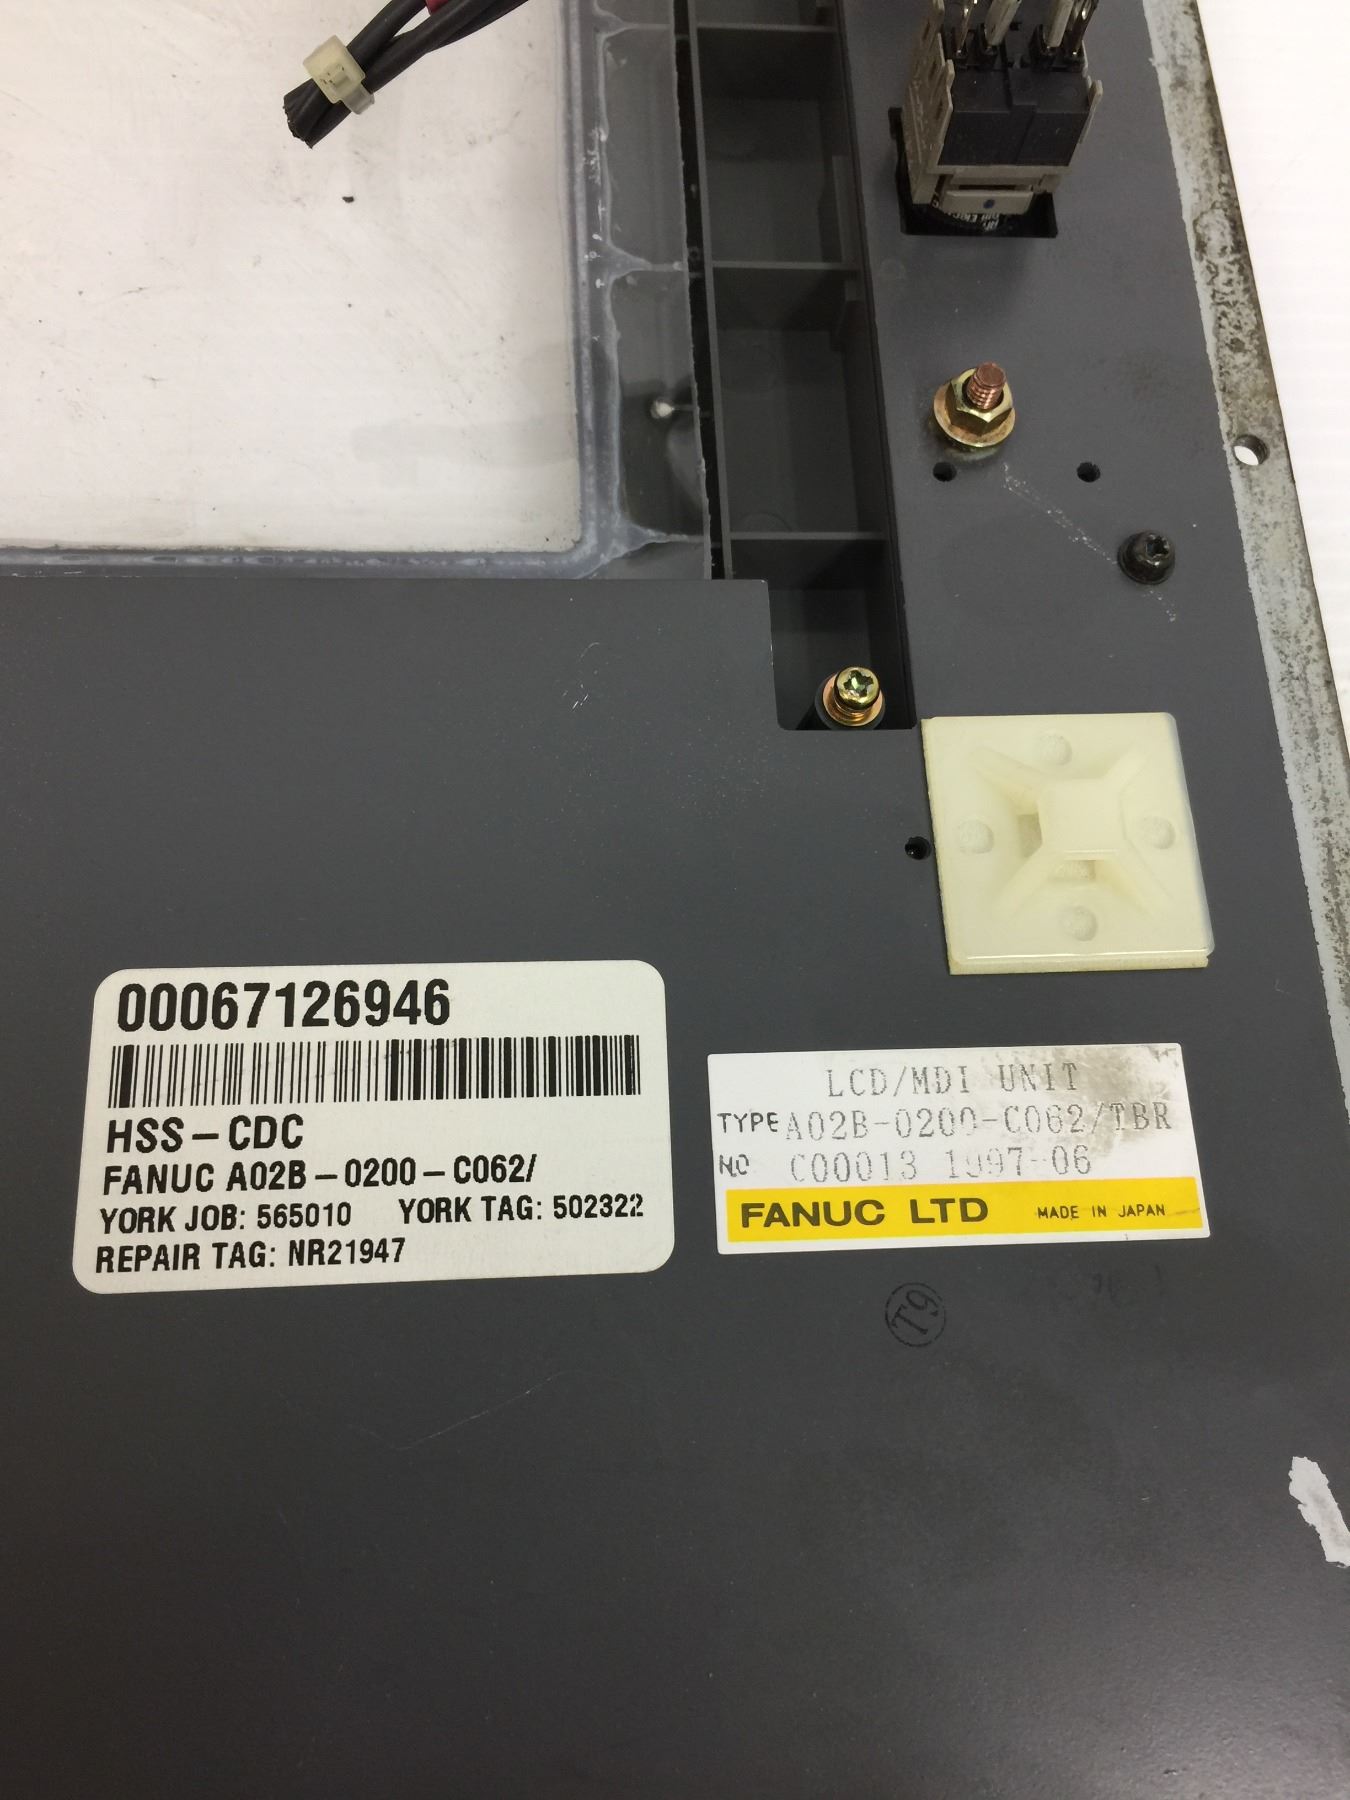 00067126946
HSS-CDC
FANUC A02B-0200-C062/
YORK JOB: 565010 YORK TAG: 502322
REPAIR TAG: NR21947
LCD/MDI UNIT
TYPE A02B-0200-C062/TBR
NO C00013 1997-06
FANUC LTD MADE IN JAPAN
T9